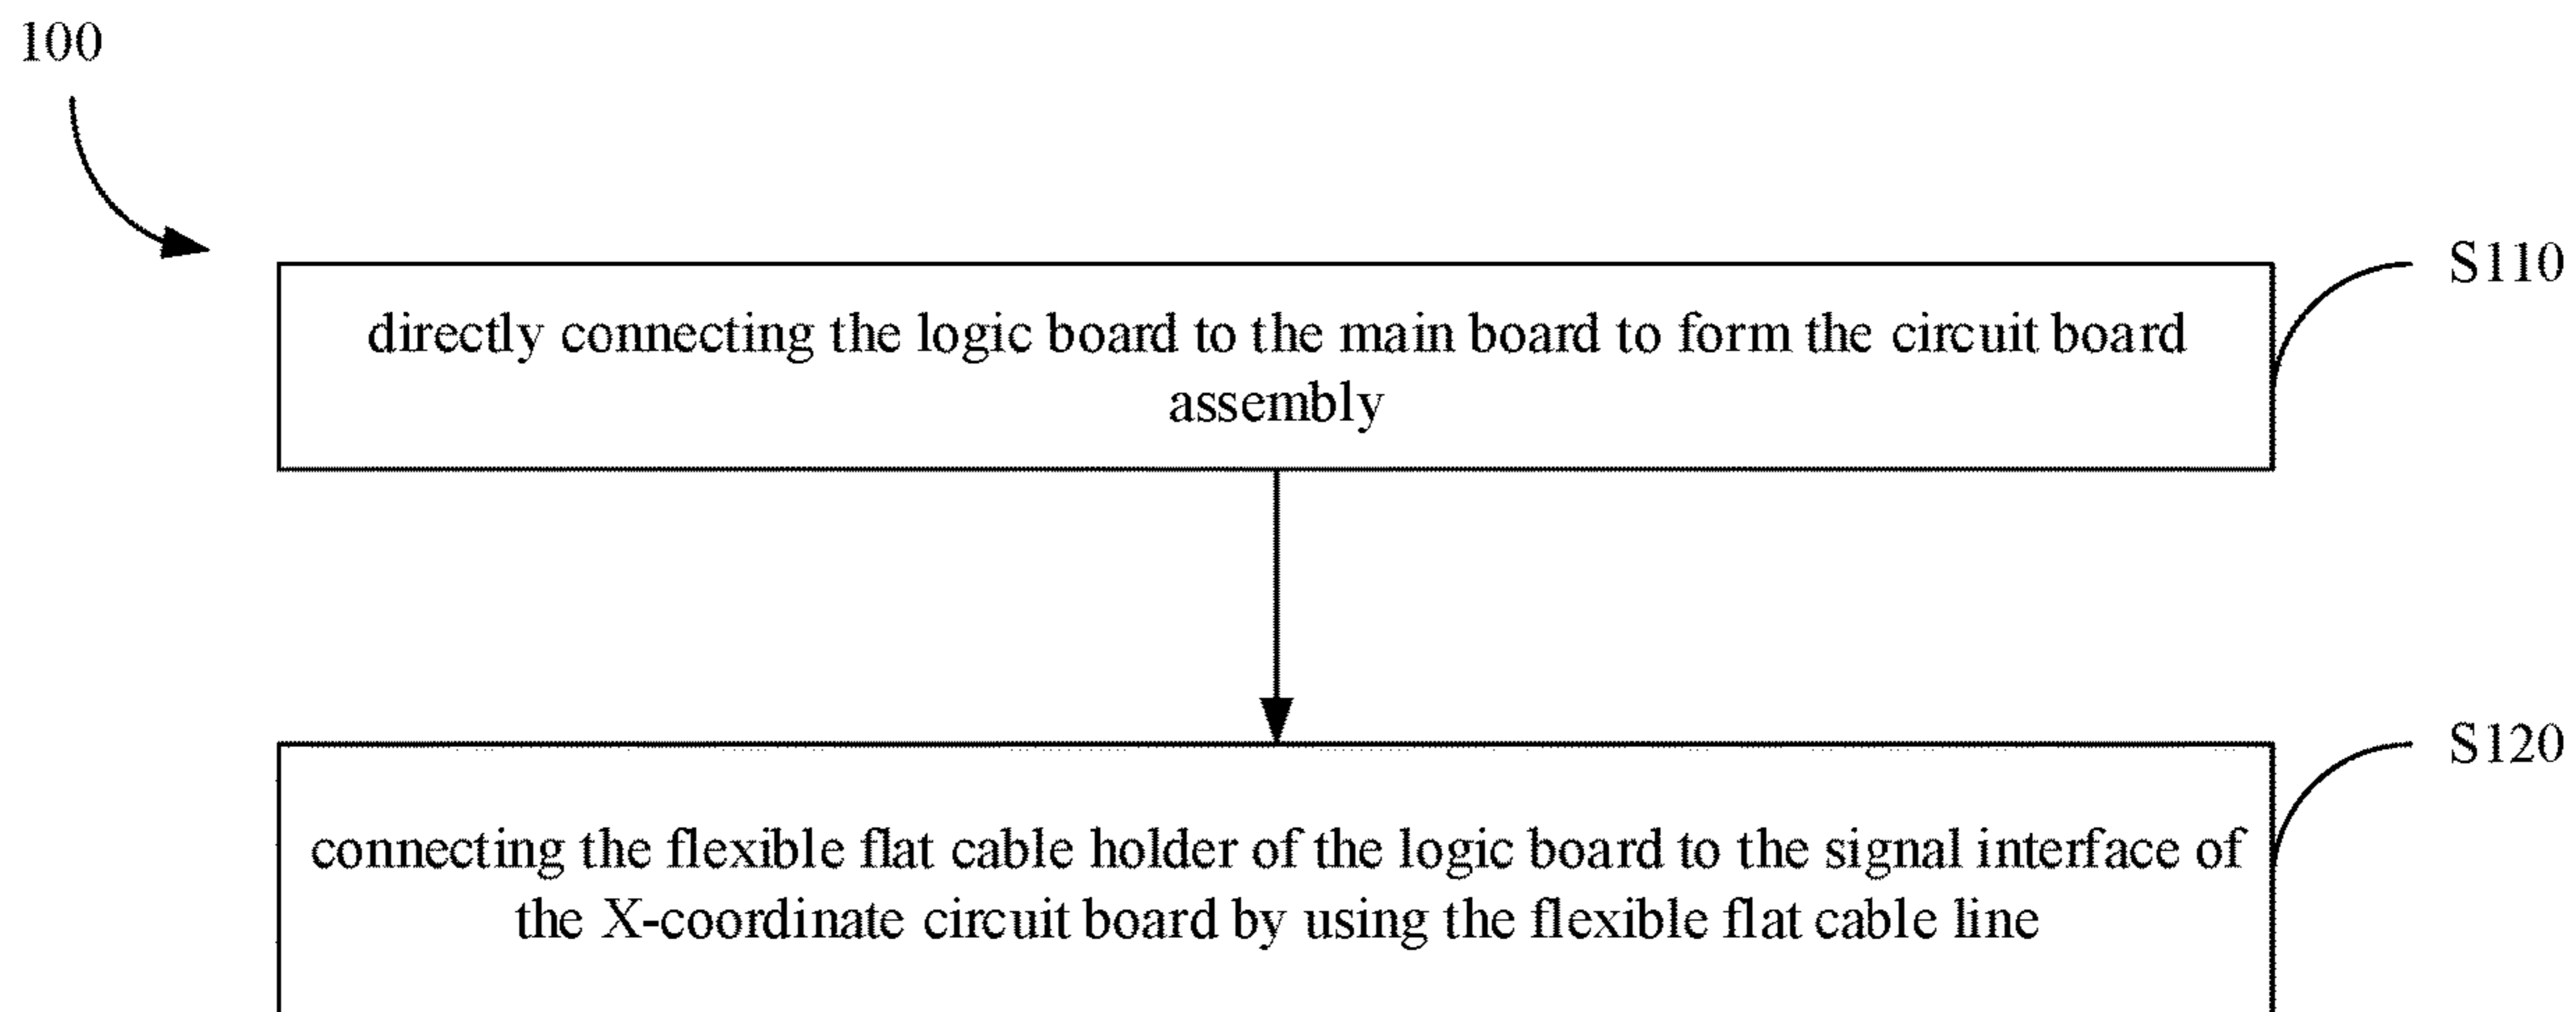 100
S110
directly connecting the logic board to the main board to form the circuit board
assembly
S120
connecting the flexible flat cable holder of the logic board to the signal interface of
the X-coordinate circuit board by using the flexible flat cable line